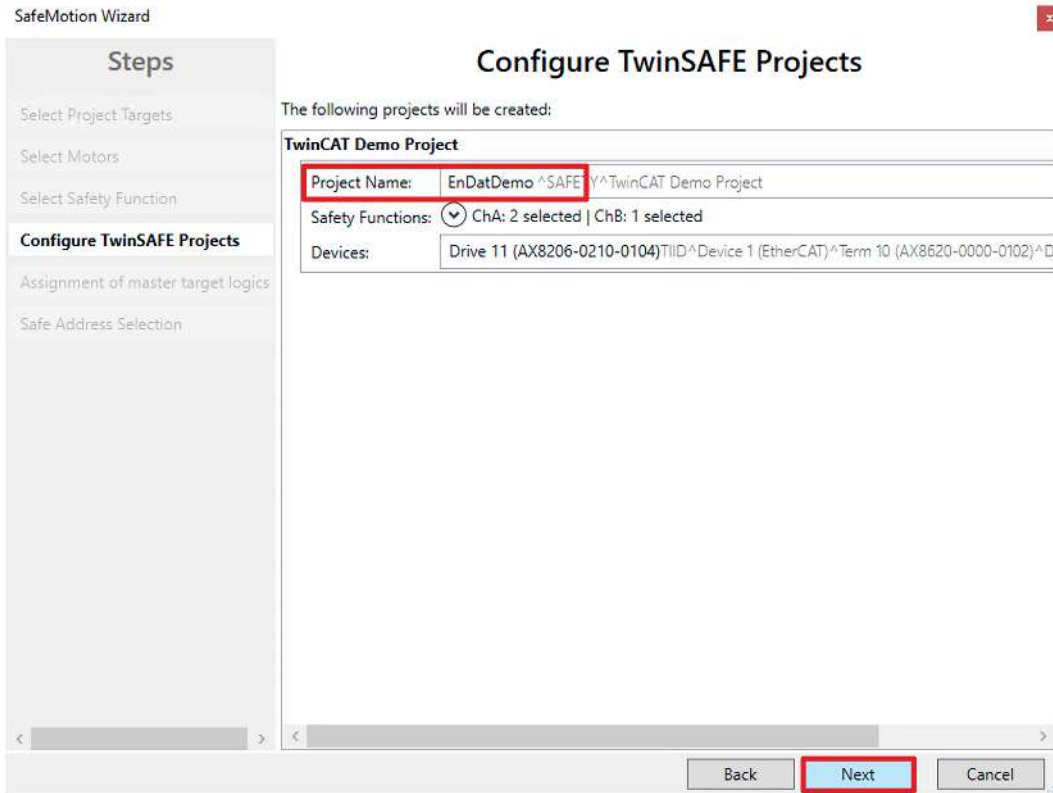 SafeMotion Wizard
Steps
Select Project Targets
Select Motors
Select Safety Function
Configure TwinSAFE Projects
Assignment of master target logics
Safe Address Selection
Configure TwinSAFE Projects
The following projects will be created:
TwinCAT Demo Project
Project Name: EnDatDemo ^SAFETY^TwinCAT Demo Project
Safety Functions: ChA: 2 selected | ChB: 1 selected
Devices: Drive 11 (AX8206-0210-0104)TIID^Device 1 (EtherCAT)^Term 10 (AX8620-0000-0102)^D
Back Next Cancel